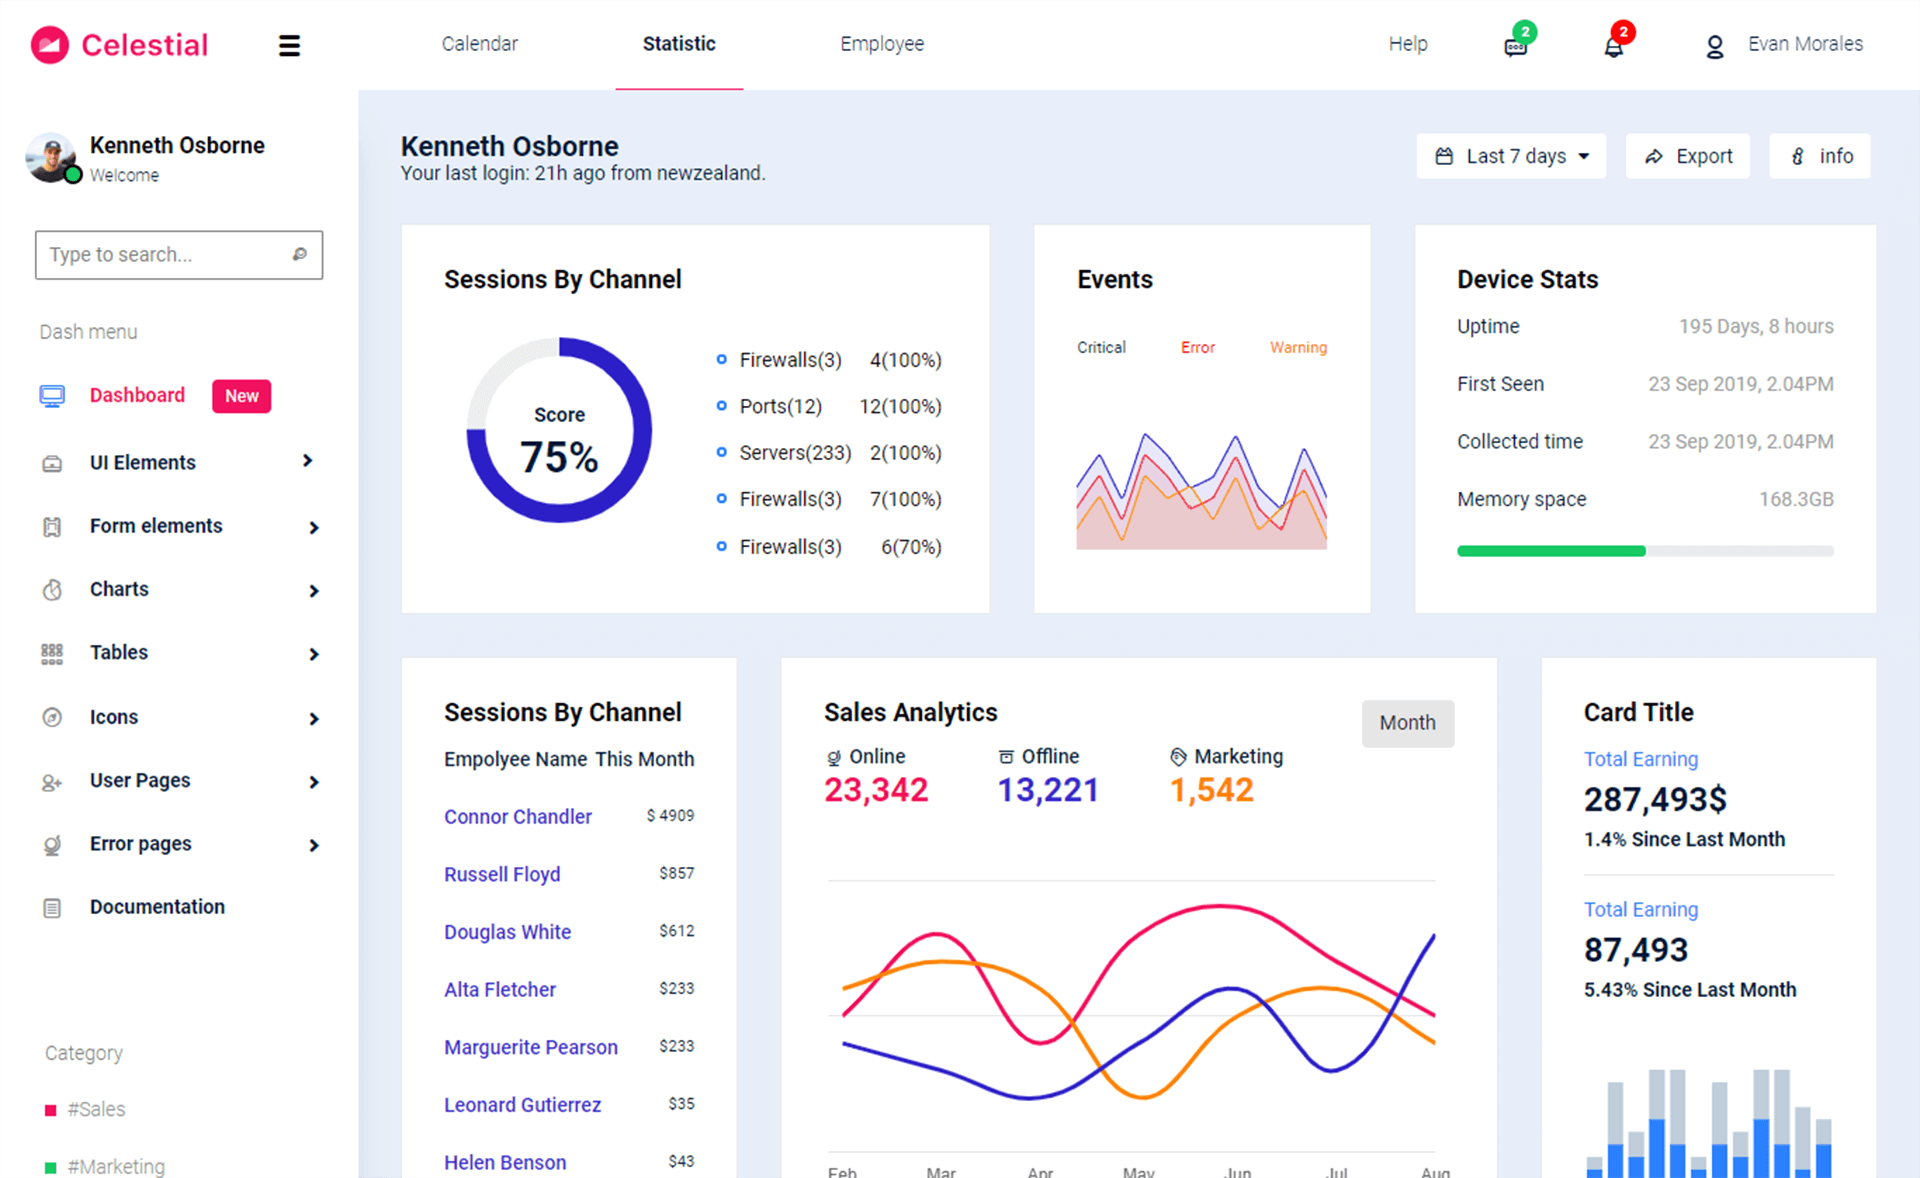 Celestial
Calendar
Statistic
Employee
Help
2
2
Evan Morales
Kenneth Osborne
Welcome
Type to search...
Dash menu
Dashboard New
UI Elements
Form elements
Charts
Tables
Icons
User Pages
Error pages
Documentation
Category
#Sales
#Marketing
Kenneth Osborne
Your last login: 21h ago from newzealand.
Last 7 days
Export
info
Sessions By Channel
Score
75%
Firewalls(3) 4(100%)
Ports(12) 12(100%)
Servers(233) 2(100%)
Firewalls(3) 7(100%)
Firewalls(3) 6(70%)
Events
Critical Error Warning
Device Stats
Uptime 195 Days, 8 hours
First Seen 23 Sep 2019, 2.04PM
Collected time 23 Sep 2019, 2.04PM
Memory space 168.3GB
Sessions By Channel
Empolyee Name This Month
Connor Chandler $ 4909
Russell Floyd $857
Douglas White $612
Alta Fletcher $233
Marguerite Pearson $233
Leonard Gutierrez $35
Helen Benson $43
Sales Analytics
Month
Online Offline Marketing
23,342 13,221 1,542
Feb Mar Apr May Jun Jul Aug
Card Title
Total Earning
287,493$
1.4% Since Last Month
Total Earning
87,493
5.43% Since Last Month